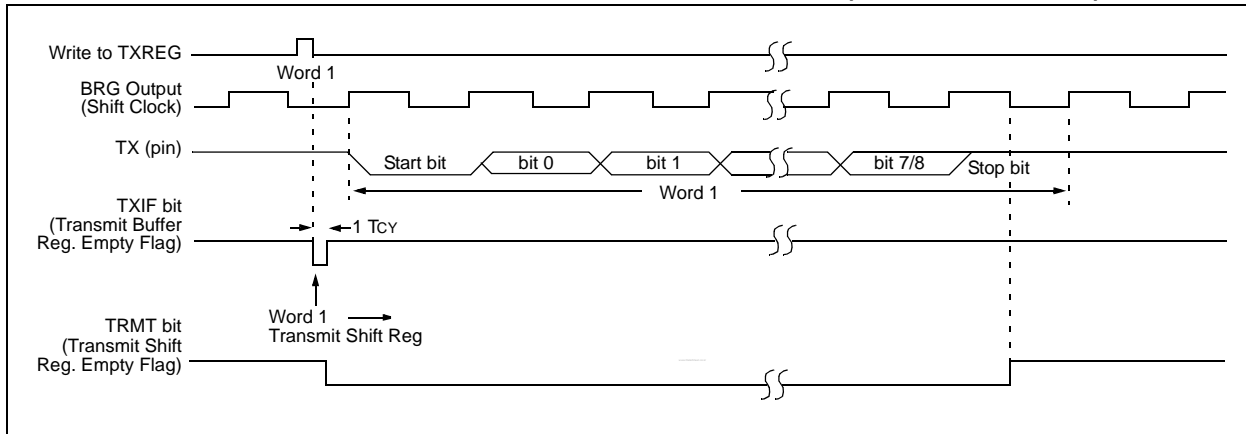 Write to TXREG
Word 1
BRG Output
(Shift Clock)
TX (pin)
Start bit
bit 0
bit 1
bit 7/8
Stop bit
Word 1
TXIF bit
(Transmit Buffer
Reg. Empty Flag)
1 TCY
Word 1
Transmit Shift Reg
TRMT bit
(Transmit Shift
Reg. Empty Flag)